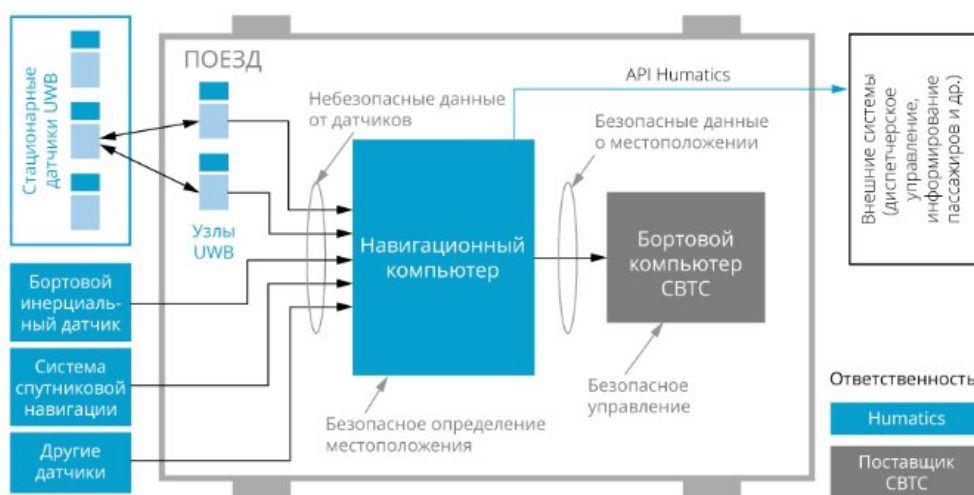 Стационарные
датчики UWB
ПОЕЗД
Узлы
UWB
Небезопасные данные
от датчиков
API Humatics
Безопасные данные
о местоположении
Внешние системы
(диспетчерское
управление,
информирование
пассажиров и др.)
Навигационный
компьютер
Бортовой
компьютер
СВТС
Бортовой
инерциаль-
ный датчик
Система
спутниковой
навигации
Другие
датчики
Безопасное определение
местоположения
Безопасное
управление
Ответственность
Humatics
Поставщик
СВТС